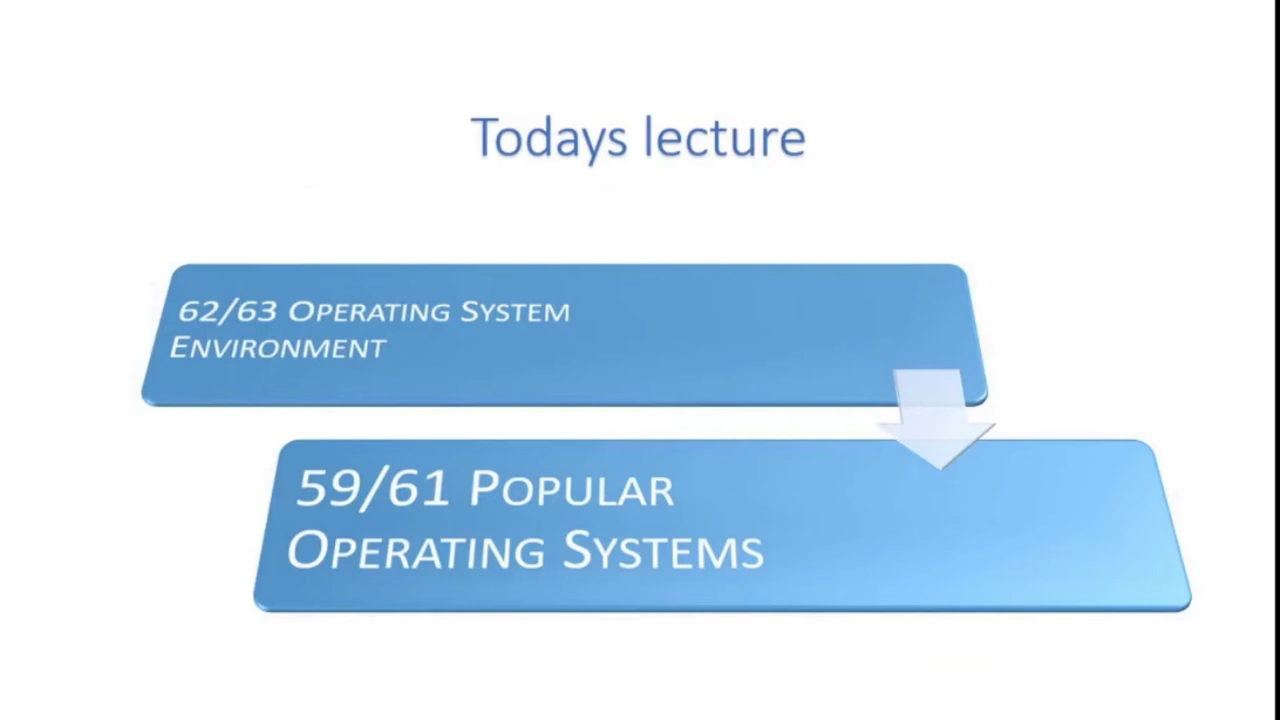 Todays lecture
62/63 OPERATING SYSTEM
ENVIRONMENT
59/61 POPULAR
OPERATING SYSTEMS